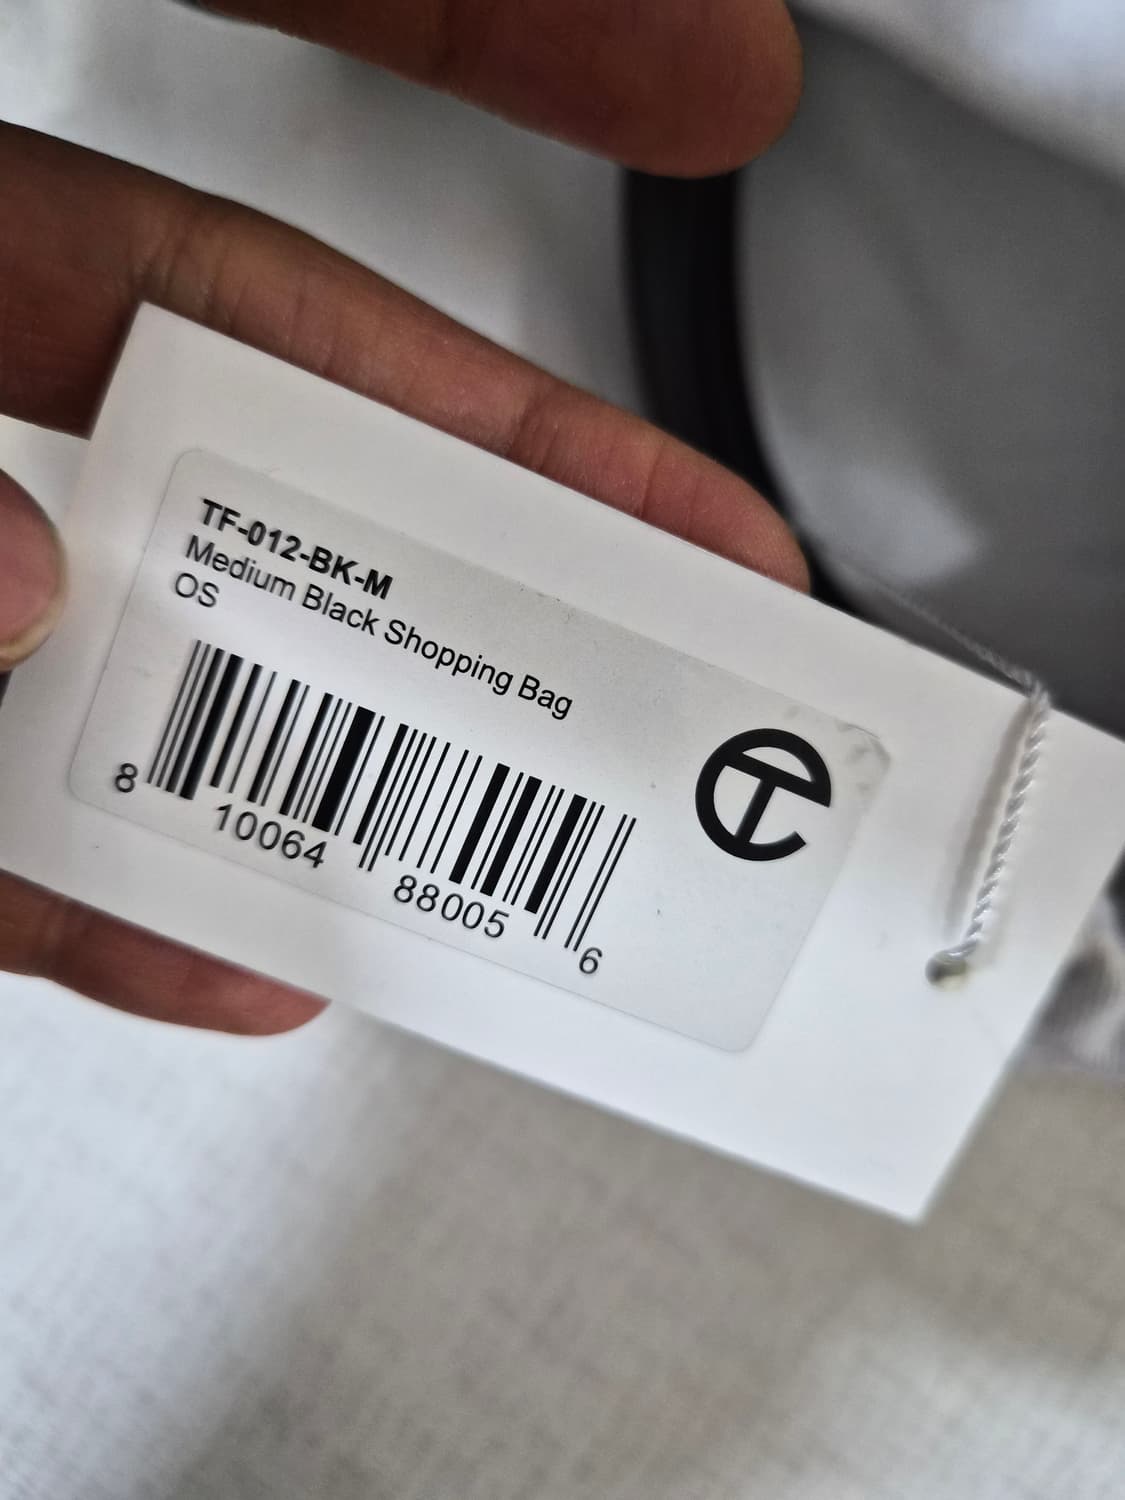 TF-012-BK-M
Medium Black Shopping Bag
OS
8 10064 88005 6